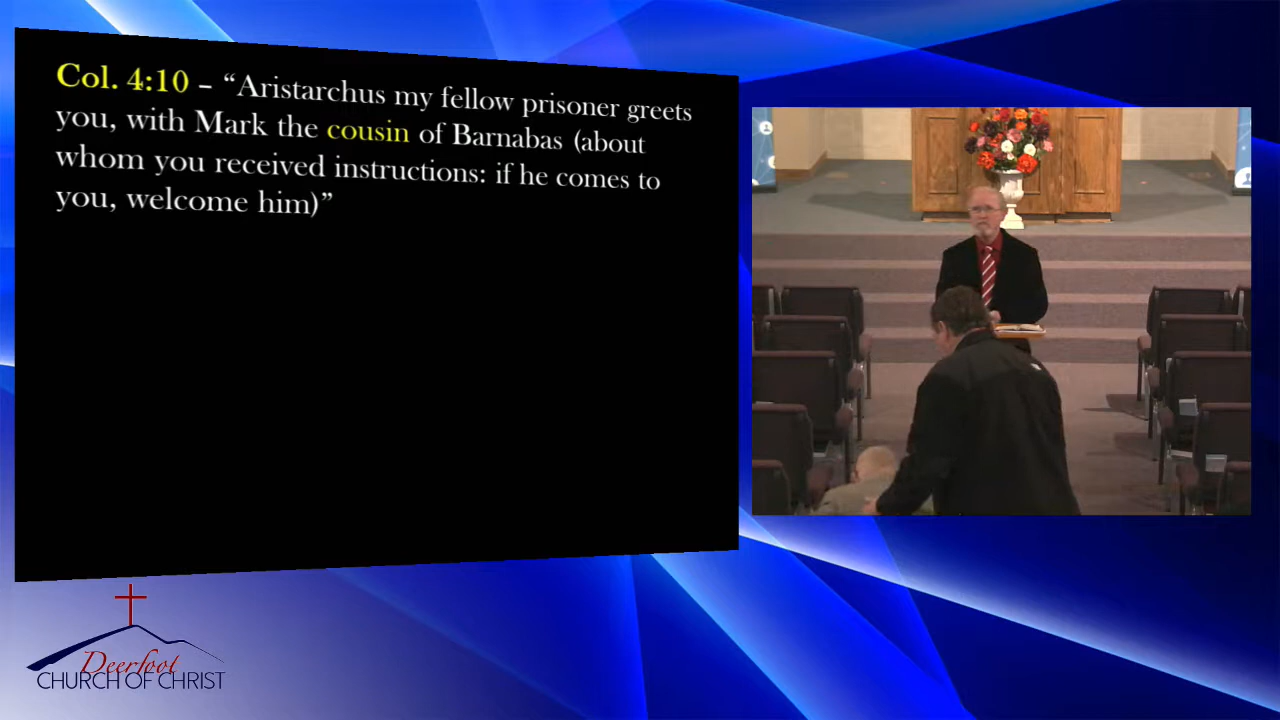 Col. 4:10 – “Aristarchus my fellow prisoner greets
you, with Mark the cousin of Barnabas (about
whom you received instructions: if he comes to
you, welcome him)”
Deerfoot
CHURCH OF CHRIST